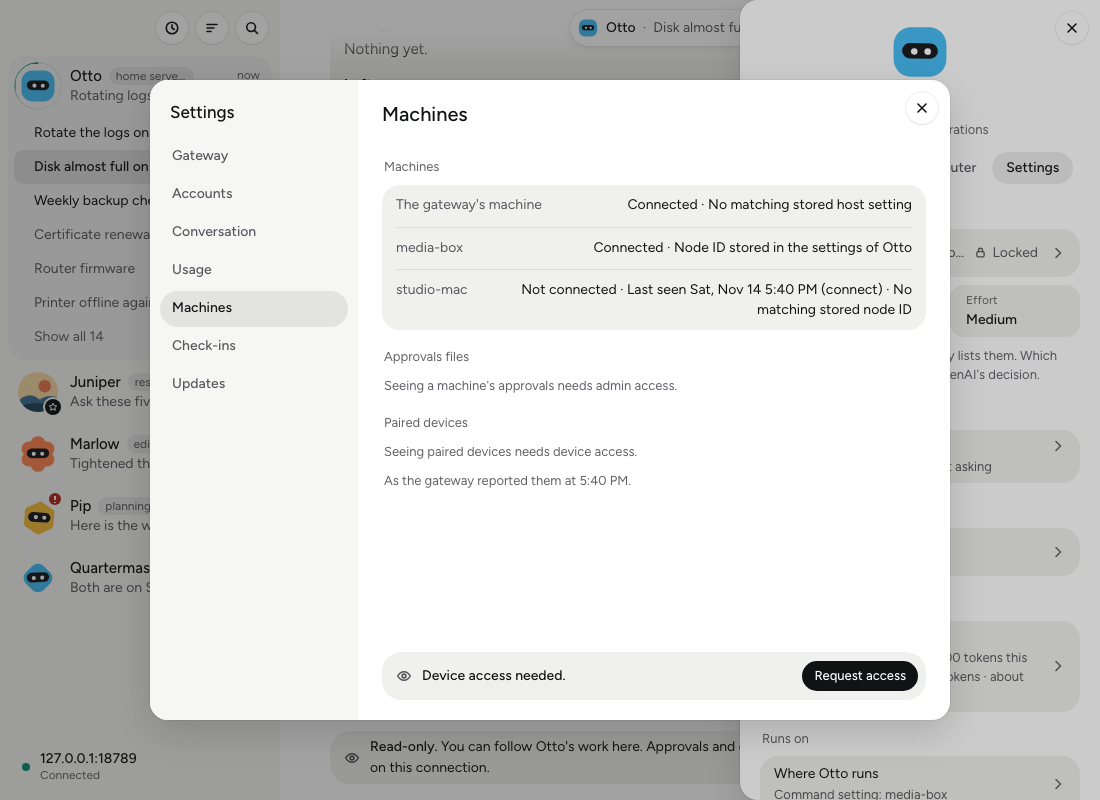 Otto · Disk almost fu
Nothing yet.
Otto home serve… now
Rotating logs
Rotate the logs on
Disk almost full on
Weekly backup che
Certificate renewa
Router firmware
Printer offline agai
Show all 14
Juniper res
Ask these fiv
Marlow edi
Tightened th
Pip planning
Here is the w
Quartermas
Both are on S
127.0.0.1:18789
Connected
Settings
Gateway
Accounts
Conversation
Usage
Machines
Check-ins
Updates
Machines
Machines
The gateway's machine Connected · No matching stored host setting
media-box Connected · Node ID stored in the settings of Otto
studio-mac Not connected · Last seen Sat, Nov 14 5:40 PM (connect) · No
matching stored node ID
Approvals files
Seeing a machine's approvals needs admin access.
Paired devices
Seeing paired devices needs device access.
As the gateway reported them at 5:40 PM.
Device access needed. Request access
Read-only. You can follow Otto's work here. Approvals and
on this connection.
rations
uter Settings
o… Locked
Effort
Medium
y lists them. Which
enAI's decision.
t asking
00 tokens this
okens · about
Runs on
Where Otto runs
Command setting: media-box